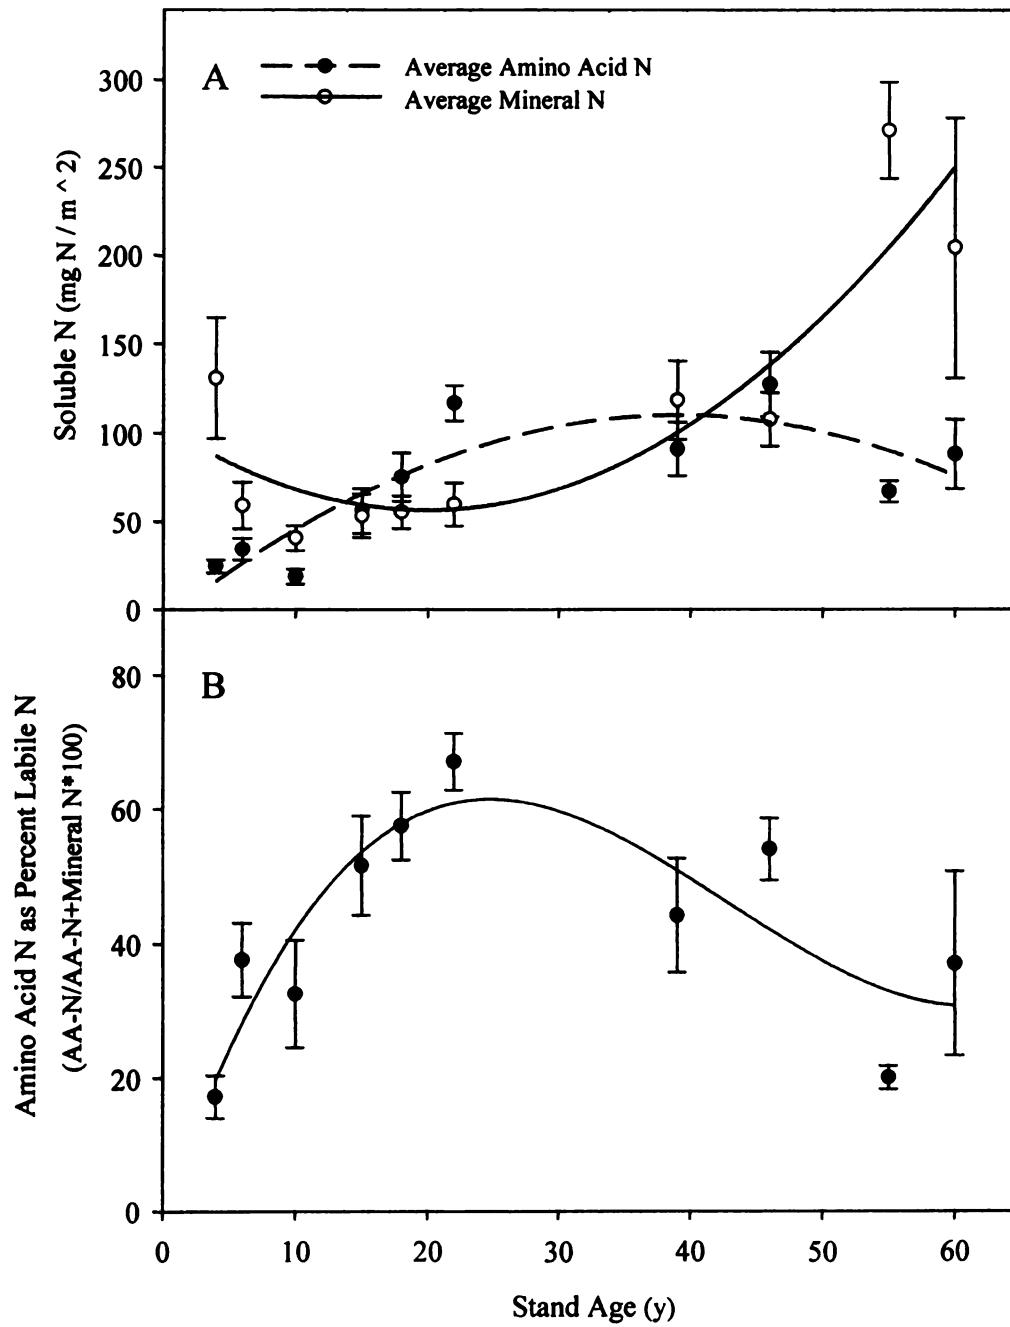 A
Average Amino Acid N
Average Mineral N
300
250
200
150
100
50
0
Soluble N (mg N / m ^ 2)
B
80
60
40
20
0
Amino Acid N as Percent Labile N
(AA-N/AA-N+Mineral N*100)
0 10 20 30 40 50 60
Stand Age (y)